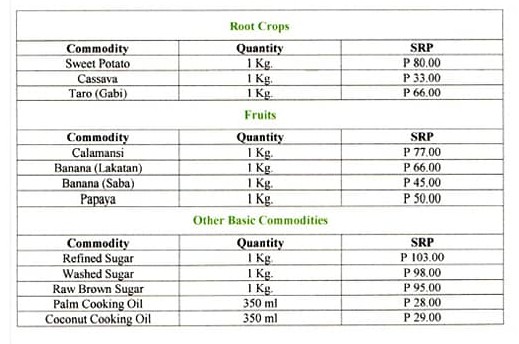 Root Crops
Commodity Quantity SRP
Sweet Potato 1 Kg. P 80.00
Cassava 1 Kg. P 33.00
Taro (Gabi) 1 Kg. P 66.00
Fruits
Commodity Quantity SRP
Calamansi 1 Kg. P 77.00
Banana (Lakatan) 1 Kg. P 66.00
Banana (Saba) 1 Kg. P 45.00
Papaya 1 Kg. P 50.00
Other Basic Commodities
Commodity Quantity SRP
Refined Sugar 1 Kg. P 103.00
Washed Sugar 1 Kg. P 98.00
Raw Brown Sugar 1 Kg. P 95.00
Palm Cooking Oil 350 ml P 28.00
Coconut Cooking Oil 350 ml P 29.00